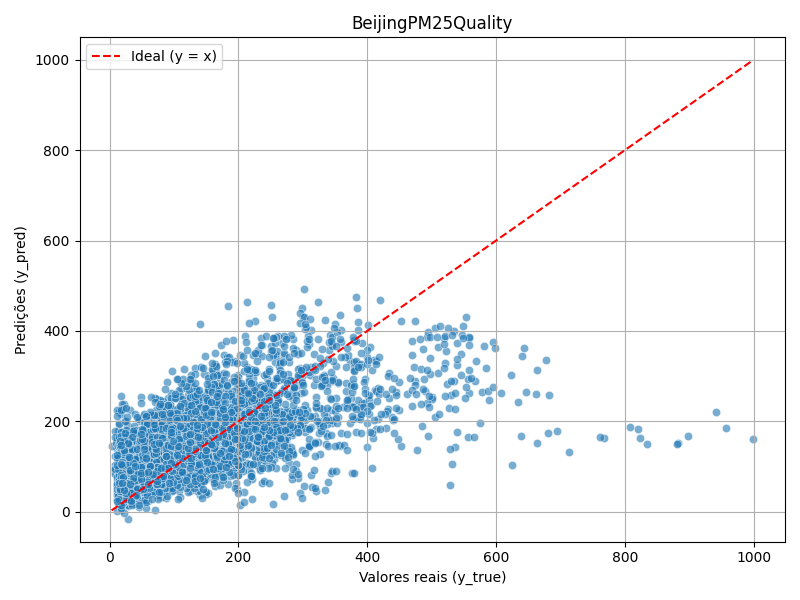 BeijingPM25Quality
Ideal (y = x)
1000
800
600
400
200
0
Predições (y_pred)
0 200 400 600 800 1000
Valores reais (y_true)